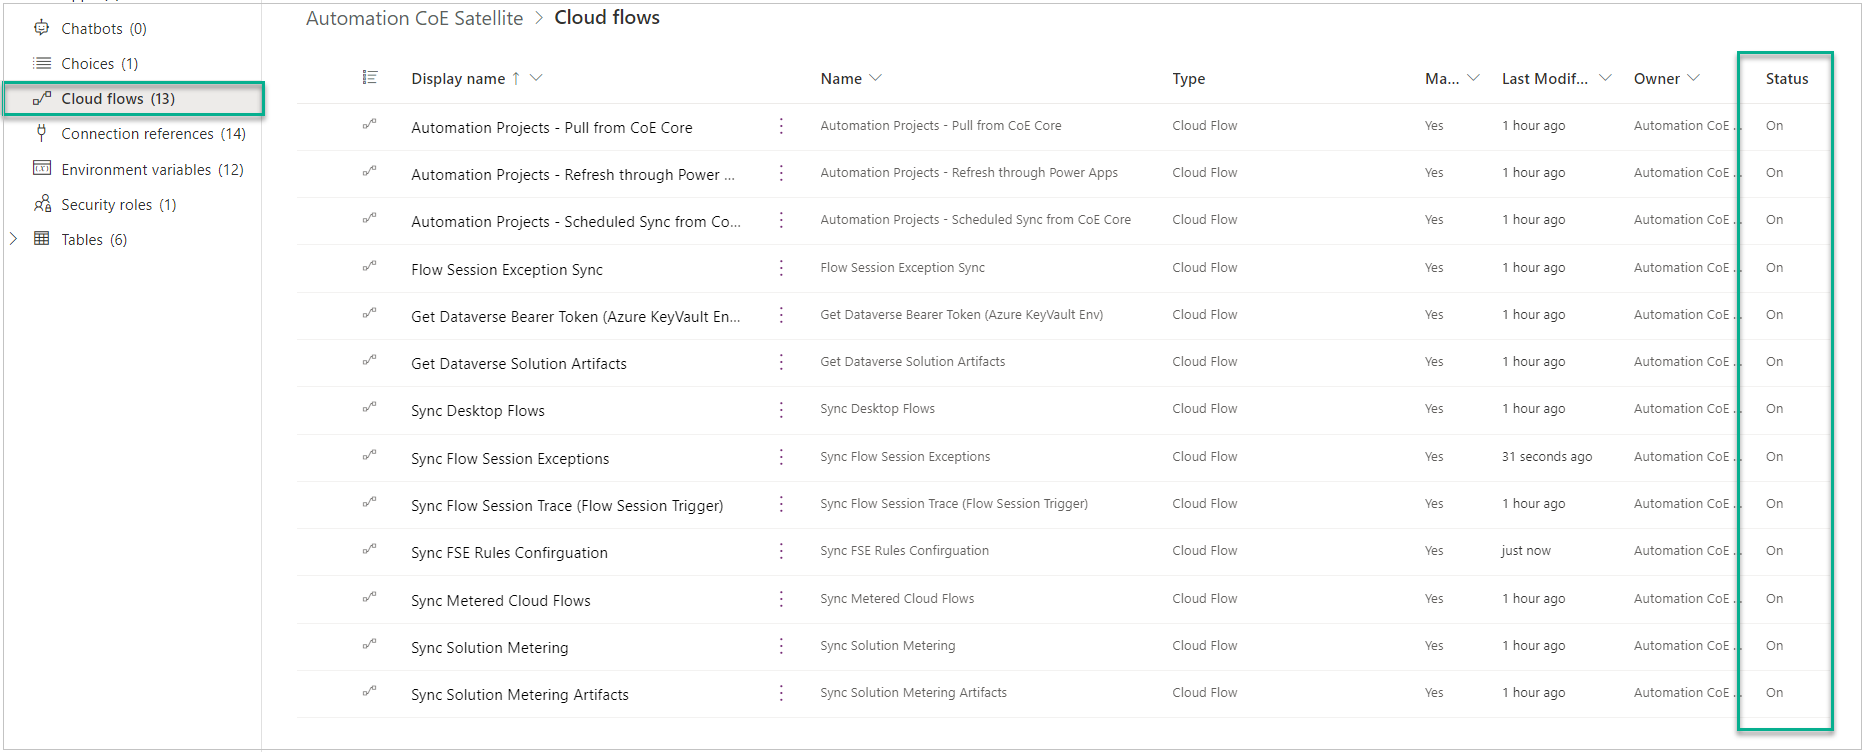 Chatbots (0)
Choices (1)
Cloud flows (13)
Connection references (14)
Environment variables (12)
Security roles (1)
Tables (6)
Automation CoE Satellite > Cloud flows
Display name ↑ Name Type Ma... Last Modif... Owner Status
Automation Projects - Pull from CoE Core Automation Projects - Pull from CoE Core Cloud Flow Yes 1 hour ago Automation CoE ... On
Automation Projects - Refresh through Power ... Automation Projects - Refresh through Power Apps Cloud Flow Yes 1 hour ago Automation CoE ... On
Automation Projects - Scheduled Sync from Co... Automation Projects - Scheduled Sync from CoE Core Cloud Flow Yes 1 hour ago Automation CoE ... On
Flow Session Exception Sync Flow Session Exception Sync Cloud Flow Yes 1 hour ago Automation CoE ... On
Get Dataverse Bearer Token (Azure KeyVault En... Get Dataverse Bearer Token (Azure KeyVault Env) Cloud Flow Yes 1 hour ago Automation CoE ... On
Get Dataverse Solution Artifacts Get Dataverse Solution Artifacts Cloud Flow Yes 1 hour ago Automation CoE ... On
Sync Desktop Flows Sync Desktop Flows Cloud Flow Yes 1 hour ago Automation CoE ... On
Sync Flow Session Exceptions Sync Flow Session Exceptions Cloud Flow Yes 31 seconds ago Automation CoE ... On
Sync Flow Session Trace (Flow Session Trigger) Sync Flow Session Trace (Flow Session Trigger) Cloud Flow Yes 1 hour ago Automation CoE ... On
Sync FSE Rules Confirguation Sync FSE Rules Confirguation Cloud Flow Yes just now Automation CoE ... On
Sync Metered Cloud Flows Sync Metered Cloud Flows Cloud Flow Yes 1 hour ago Automation CoE ... On
Sync Solution Metering Sync Solution Metering Cloud Flow Yes 1 hour ago Automation CoE ... On
Sync Solution Metering Artifacts Sync Solution Metering Artifacts Cloud Flow Yes 1 hour ago Automation CoE ... On